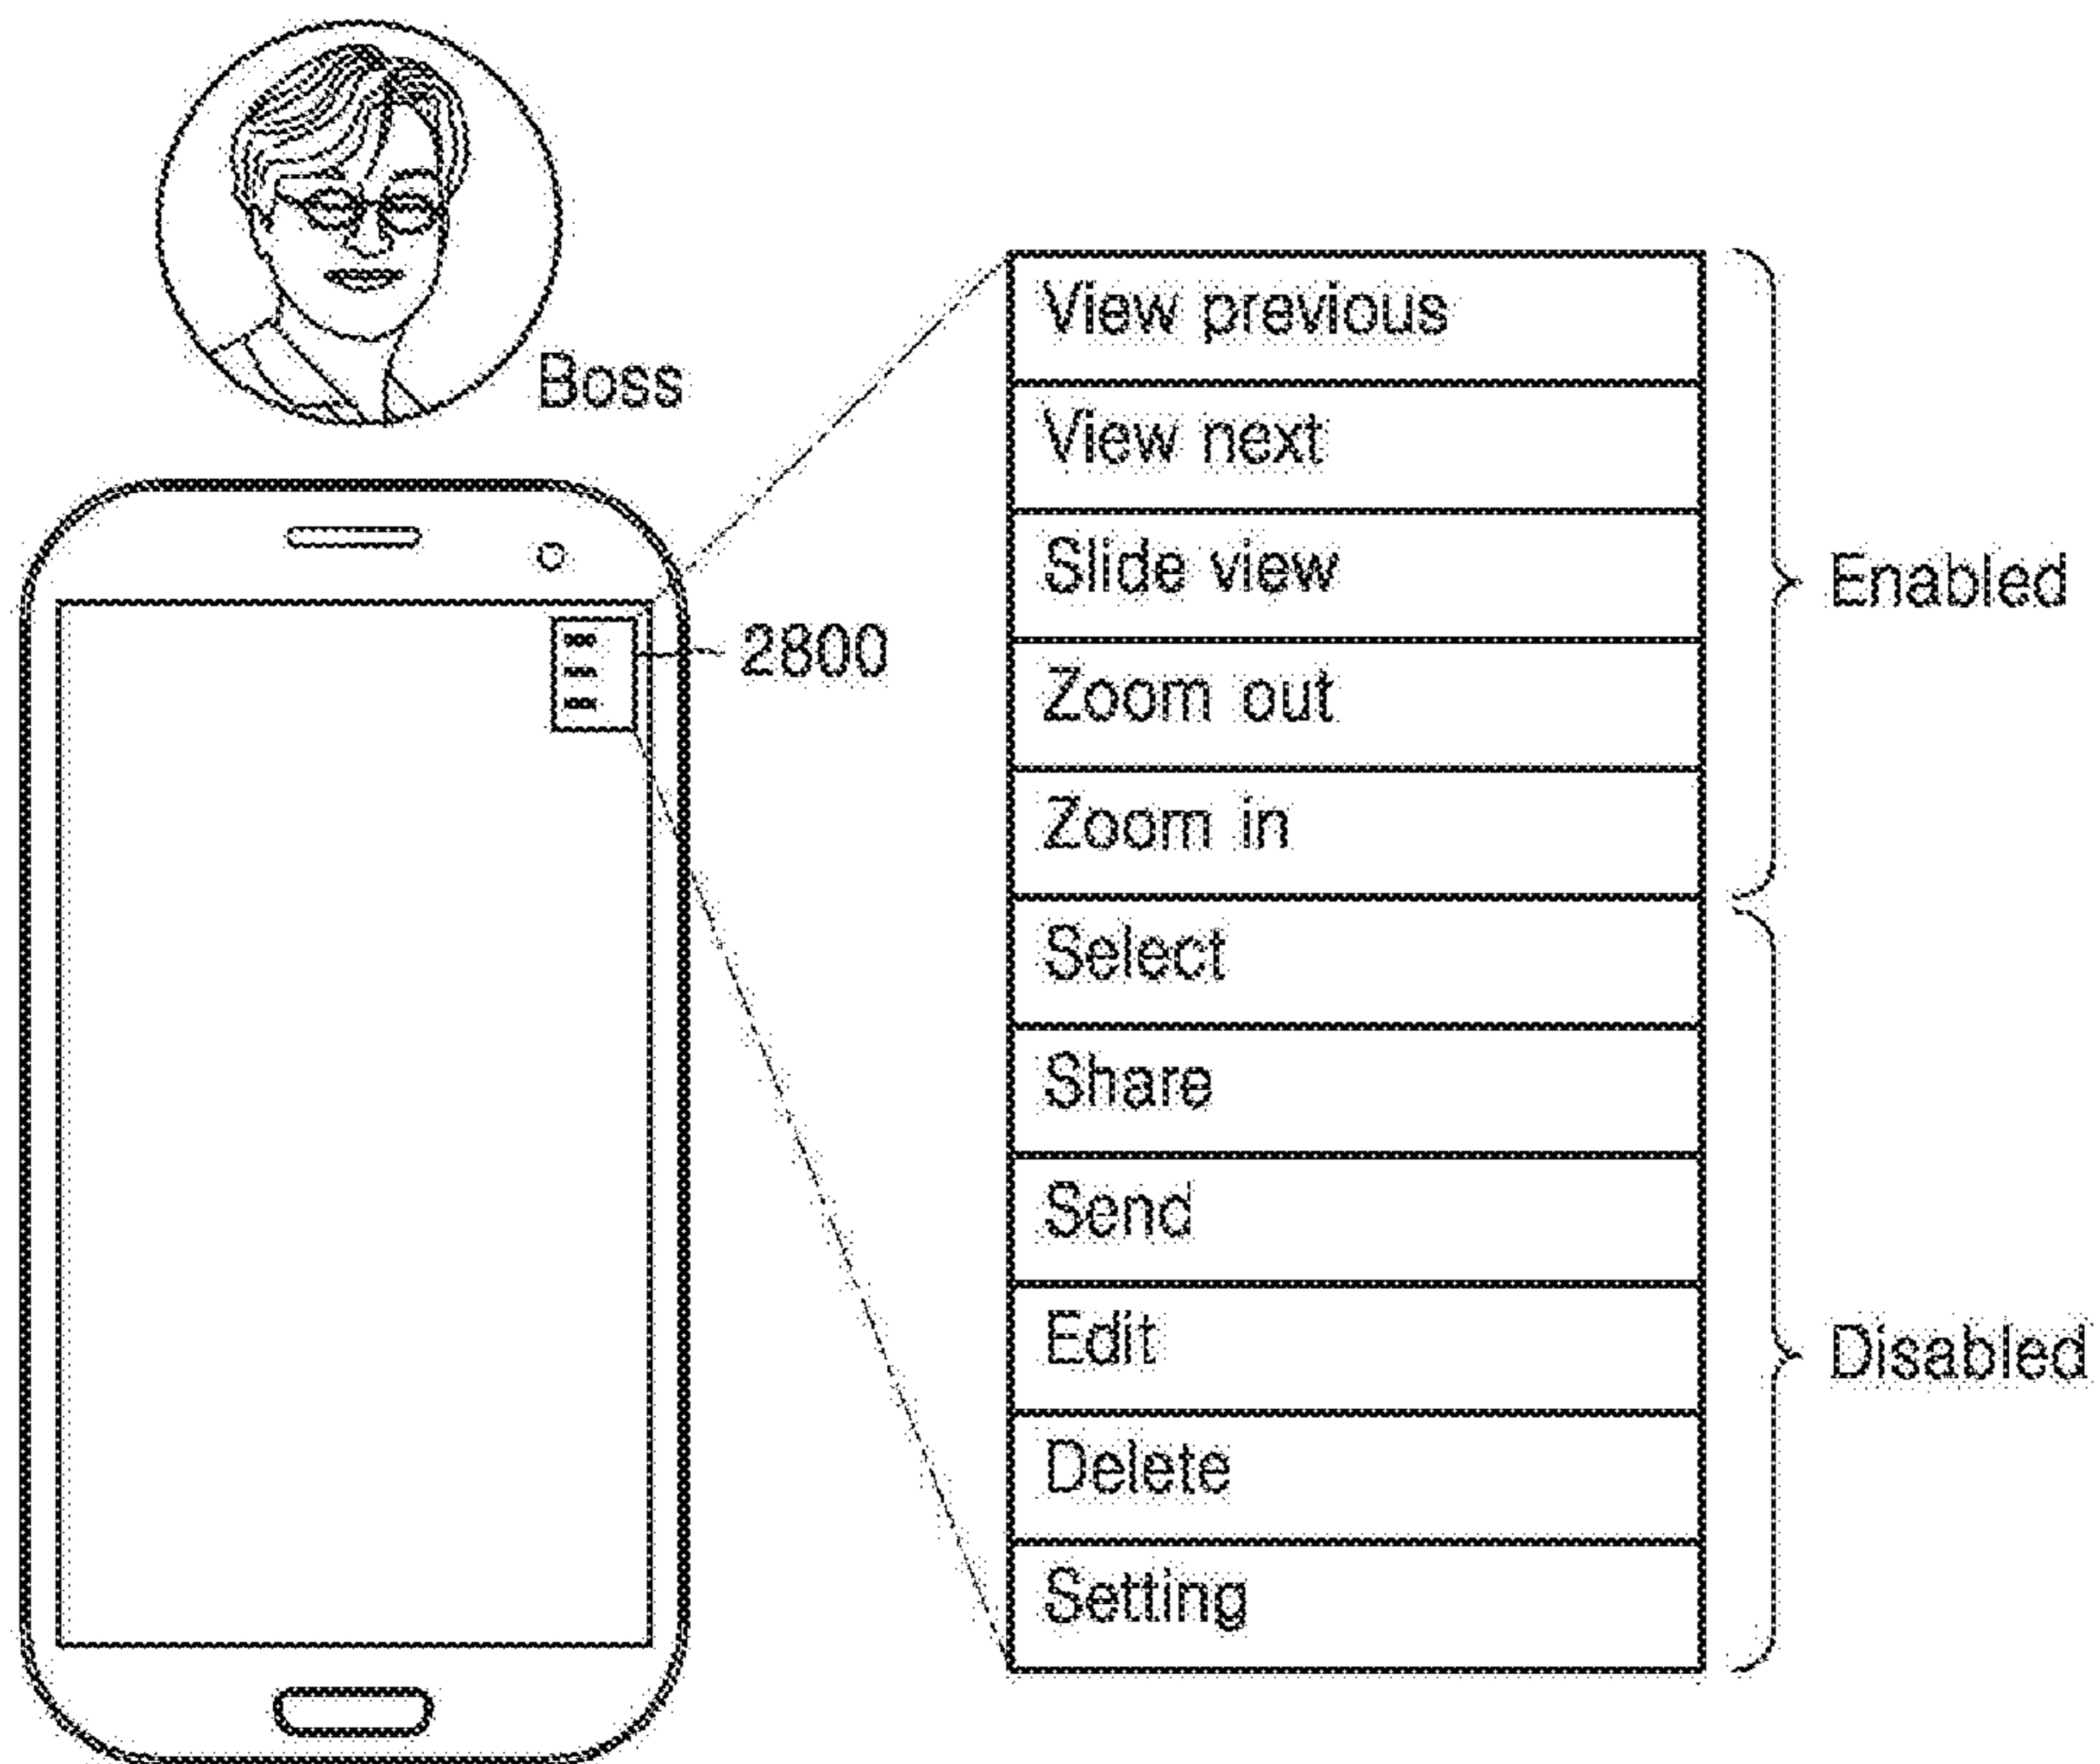 Boss
2800
View previous
View next
Slide view
Zoom out
Zoom in
Select
Share
Send
Edit
Delete
Setting
Enabled
Disabled